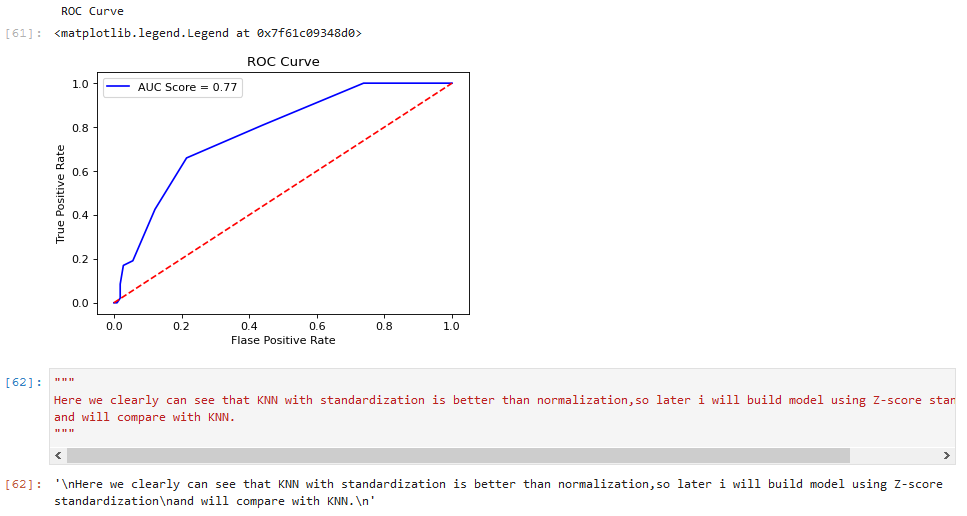 ROC Curve
[61]: <matplotlib.legend.Legend at 0x7f61c09348d0>
ROC Curve
AUC Score = 0.77
1.0
0.8
0.6
0.4
0.2
0.0
True Positive Rate
0.0 0.2 0.4 0.6 0.8 1.0
Flase Positive Rate
[62]: """
Here we clearly can see that KNN with standardization is better than normalization,so later i will build model using Z-score stan
and will compare with KNN.
"""
[62]: '\nHere we clearly can see that KNN with standardization is better than normalization,so later i will build model using Z-score
standardization\nand will compare with KNN.\n'